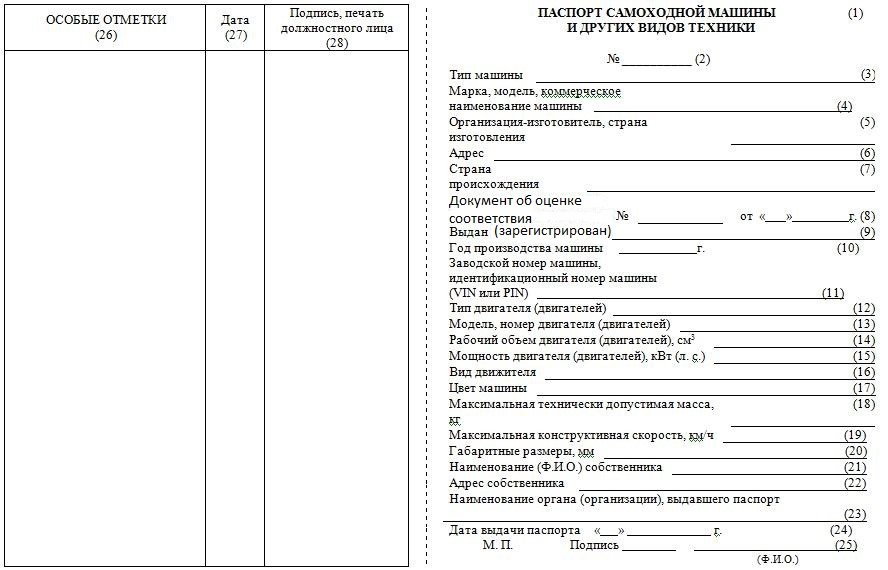 ОСОБЫЕ ОТМЕТКИ
(26)
Дата
(27)
Подпись, печать
должностного лица
(28)
ПАСПОРТ САМОХОДНОЙ МАШИНЫ (1)
И ДРУГИХ ВИДОВ ТЕХНИКИ
№ ___________ (2)
Тип машины (3)
Марка, модель, коммерческое
наименование машины (4)
Организация-изготовитель, страна (5)
изготовления
Адрес (6)
Страна (7)
происхождения
Документ об оценке
соответствия № ____________ от «___»_________г. (8)
Выдан (зарегистрирован) (9)
Год производства машины ____________г. (10)
Заводской номер машины,
идентификационный номер машины
(VIN или PIN) (11)
Тип двигателя (двигателей) (12)
Модель, номер двигателя (двигателей) (13)
Рабочий объем двигателя (двигателей), см³ (14)
Мощность двигателя (двигателей), кВт (л. с.) (15)
Вид движителя (16)
Цвет машины (17)
Максимальная технически допустимая масса, (18)
кг
Максимальная конструктивная скорость, км/ч (19)
Габаритные размеры, мм (20)
Наименование (Ф.И.О.) собственника (21)
Адрес собственника (22)
Наименование органа (организации), выдавшего паспорт
(23)
Дата выдачи паспорта «___» _____________ г. (24)
М. П. Подпись ________ (25)
(Ф.И.О.)